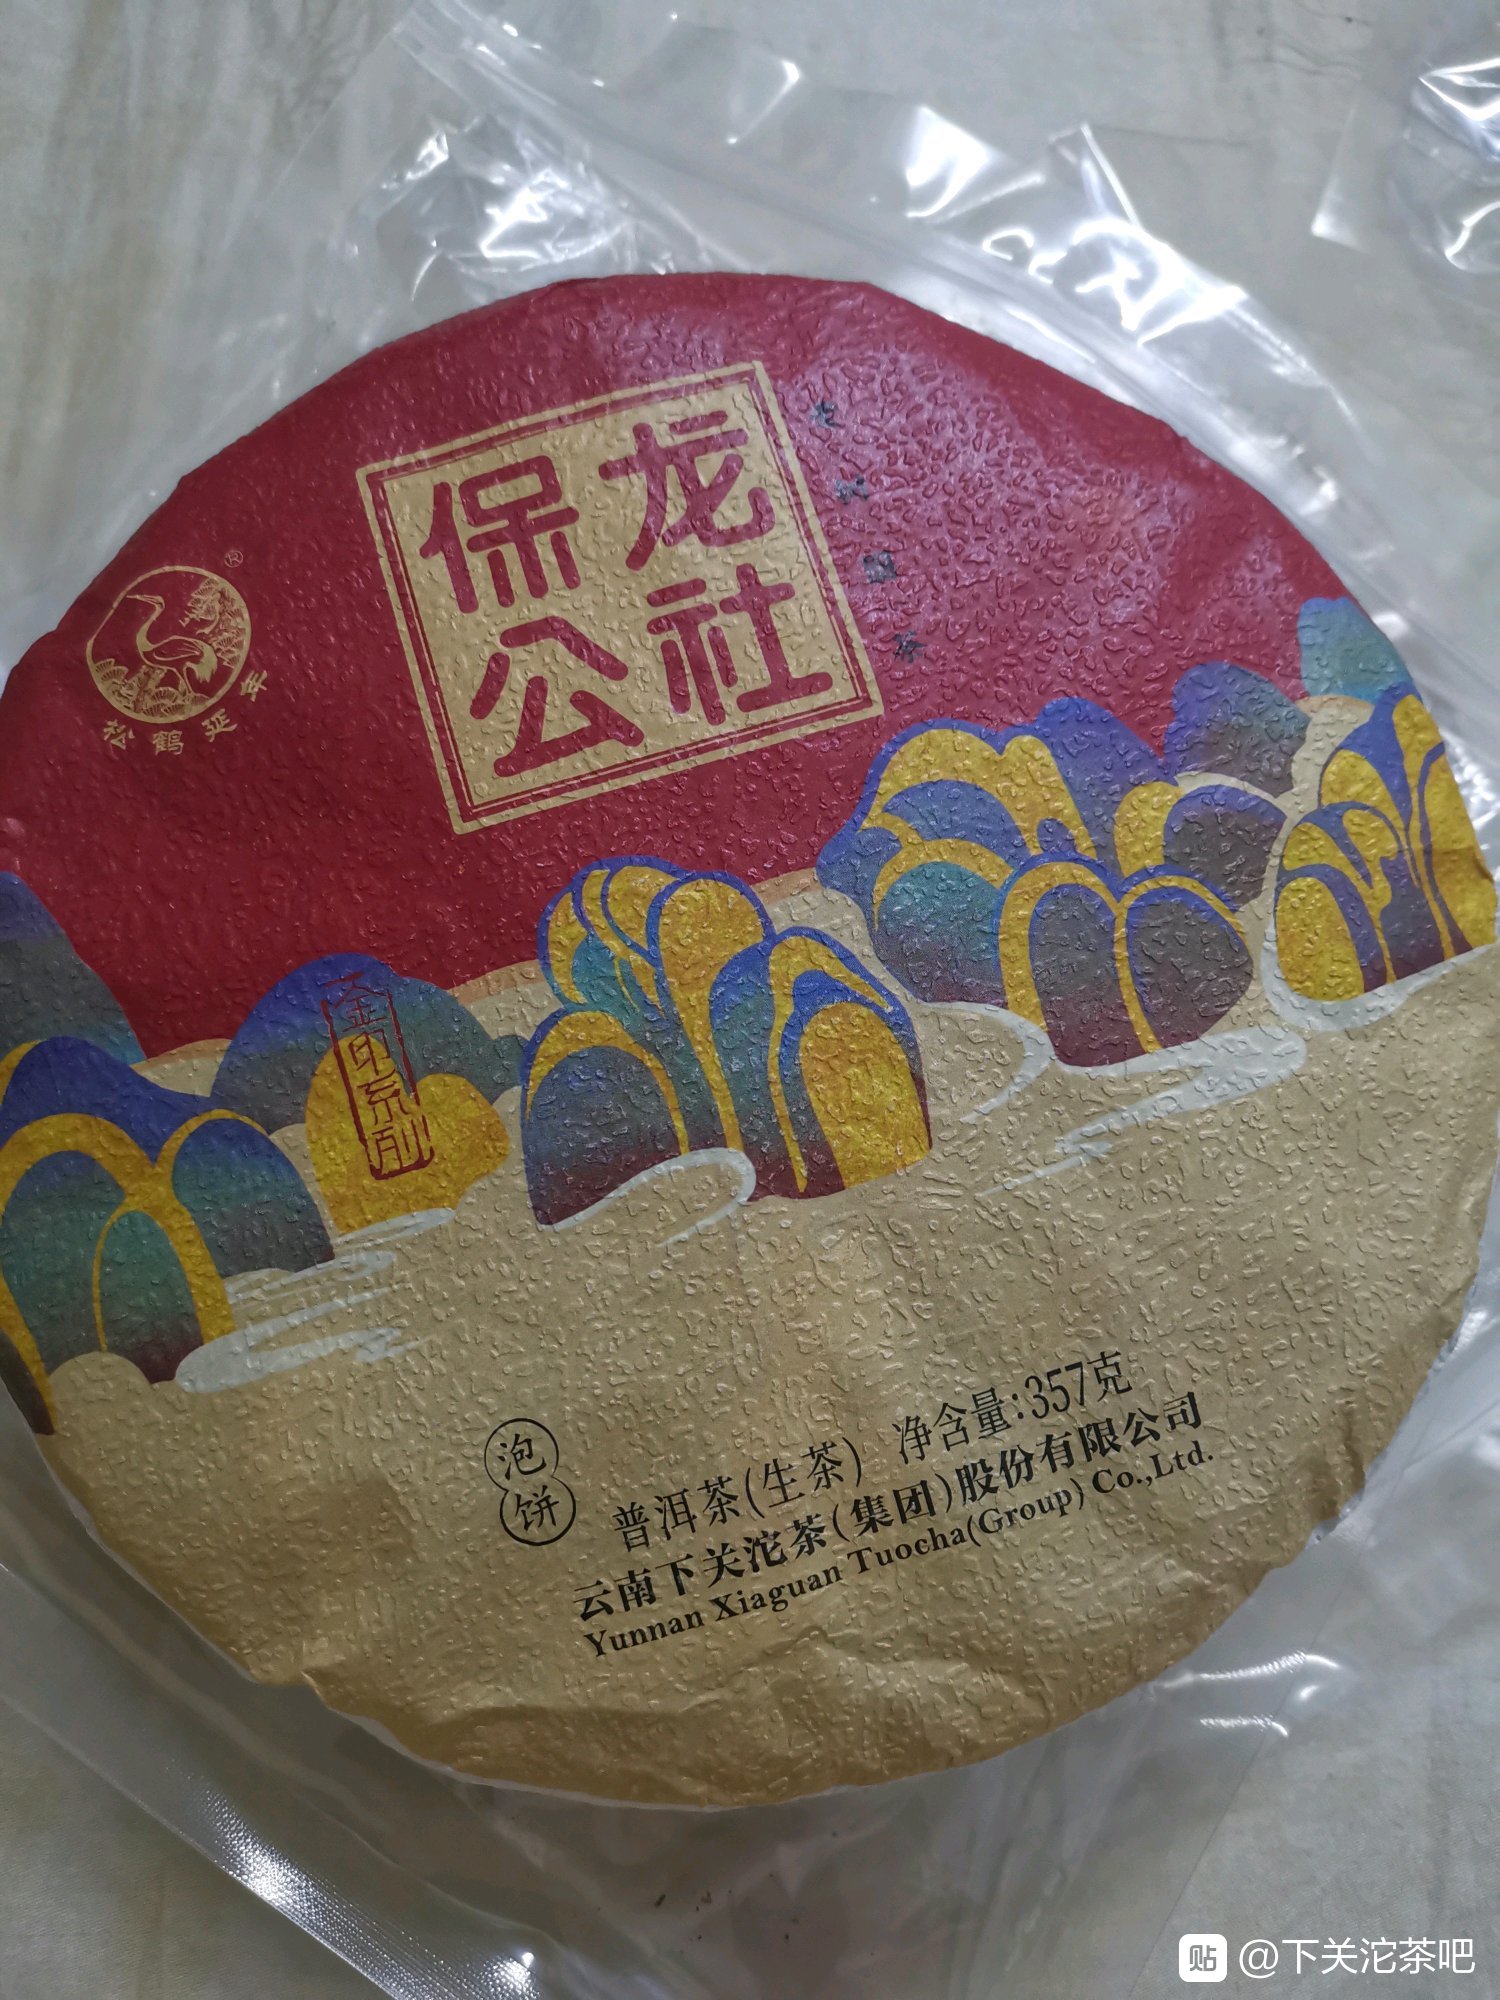 保龙
公社
®
松鹤延年
金印系列
泡饼
普洱茶(生茶) 净含量:357克
云南下关沱茶(集团)股份有限公司
Yunnan Xiaguan Tuocha(Group) Co.,Ltd.
贴 @下关沱茶吧